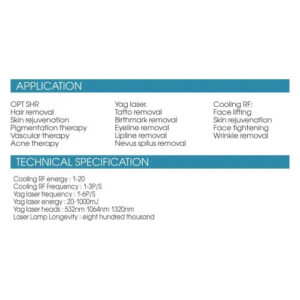 APPLICATION
OPT SHR
Hair removal
Skin rejuvenation
Pigmentation therapy
Vascular therapy
Acne therapy
Yag laser:
Tatto removal
Birthmark removal
Eyeline removal
Lipline removal
Nevus spilus removal
Cooling RF:
Face lifting
Skin rejuvenation
Face tightening
Wrinkle removal
TECHNICAL SPECIFICATION
Cooling RF energy : 1-20
Cooling RF frequency : 1-3P/S
Yag laser frequency : 1-6P/S
Yag laser energy : 20-1000mJ
Yag laser heads : 532nm 1064nm 1320nm
Laser Lamp Longevity : eight hundred thousand